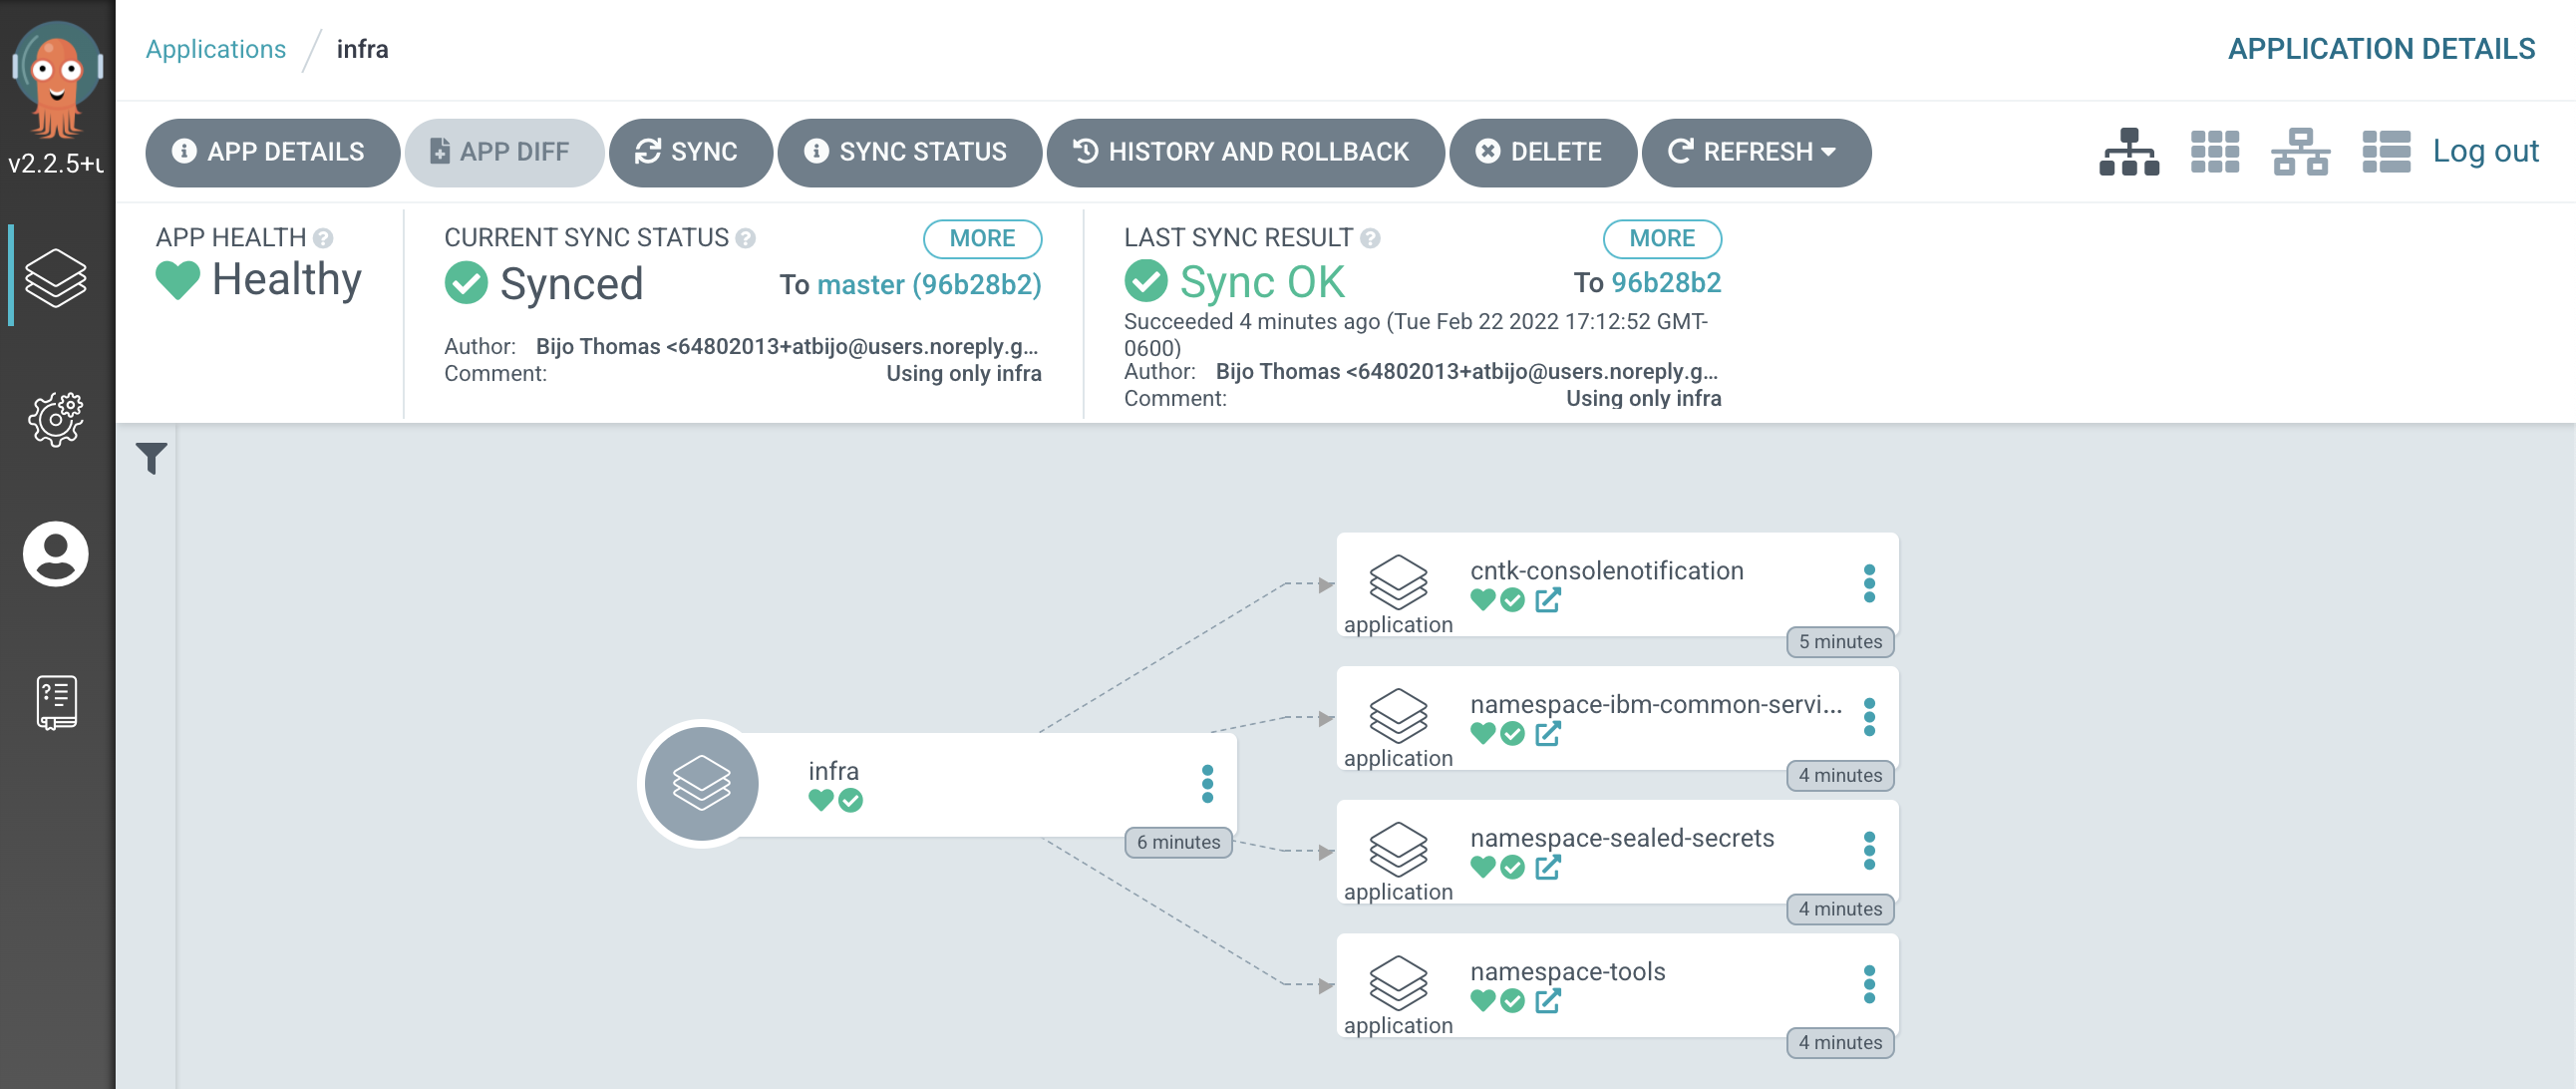 v2.2.5+u
Applications / infra
APPLICATION DETAILS
APP DETAILS
APP DIFF
SYNC
SYNC STATUS
HISTORY AND ROLLBACK
DELETE
REFRESH
Log out
APP HEALTH ?
Healthy
CURRENT SYNC STATUS ?
MORE
Synced
To master (96b28b2)
Author: Bijo Thomas <64802013+atbijo@users.noreply.g...
Comment: Using only infra
LAST SYNC RESULT ?
MORE
Sync OK
To 96b28b2
Succeeded 4 minutes ago (Tue Feb 22 2022 17:12:52 GMT-
0600)
Author: Bijo Thomas <64802013+atbijo@users.noreply.g...
Comment: Using only infra
infra
6 minutes
cntk-consolenotification
application
5 minutes
namespace-ibm-common-servi...
application
4 minutes
namespace-sealed-secrets
application
4 minutes
namespace-tools
application
4 minutes